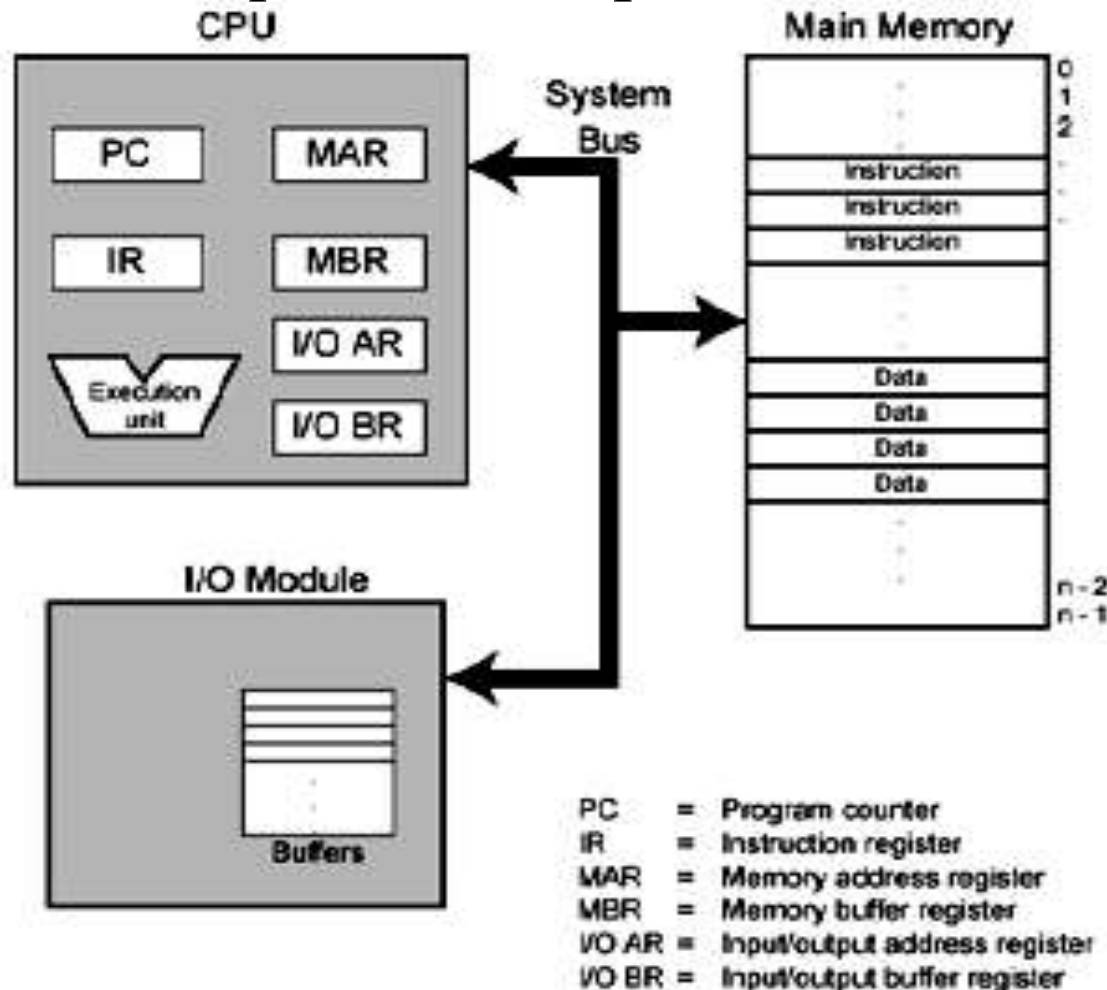 CPU
PC
MAR
IR
MBR
I/O AR
Execution
unit
I/O BR
System
Bus
Main Memory
0
1
2
Instruction
Instruction
Instruction
Data
Data
Data
Data
n - 2
n - 1
I/O Module
Buffers
PC = Program counter
IR = Instruction register
MAR = Memory address register
MBR = Memory buffer register
I/O AR = Input/output address register
I/O BR = Input/output buffer register